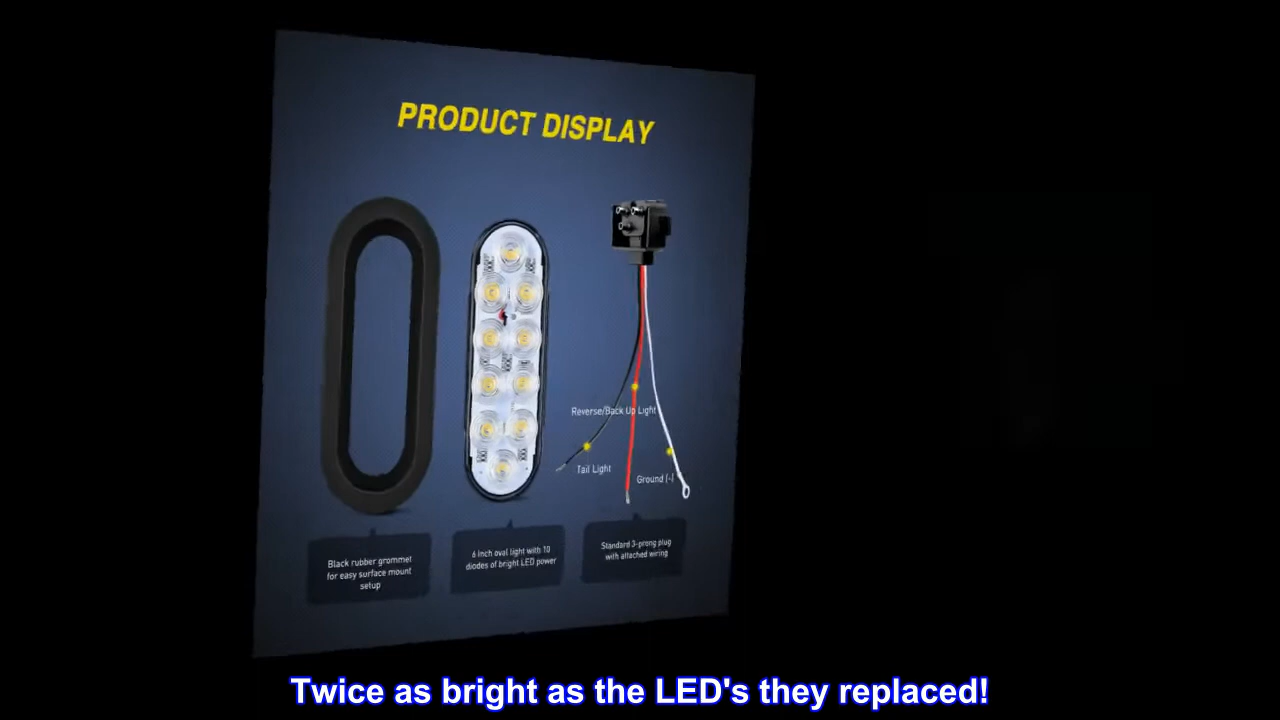 PRODUCT DISPLAY
Reverse/Back Up Light
Tail Light
Ground (-)
Black rubber grommet
for easy surface mount
setup
6 inch oval light with 10
diodes of bright LED power
Standard 3-prong plug
with attached wiring
Twice as bright as the LED's they replaced!